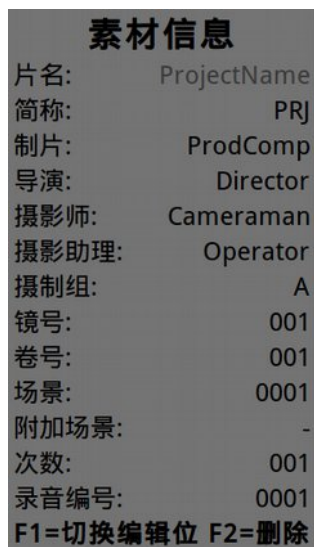 素材信息
片名: ProjectName
简称: PRJ
制片: ProdComp
导演: Director
摄影师: Cameraman
摄影助理: Operator
摄制组: A
镜号: 001
卷号: 001
场景: 0001
附加场景: -
次数: 001
录音编号: 0001
F1=切换编辑位 F2=删除